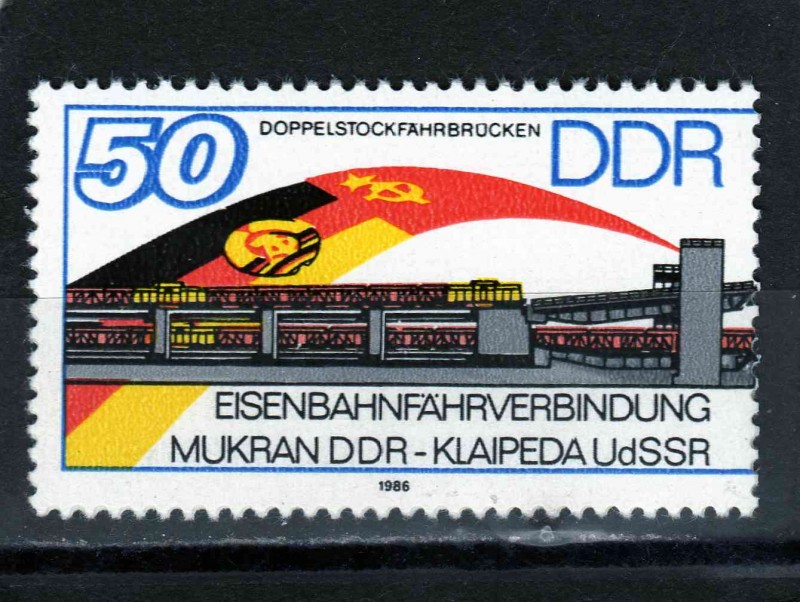 50
DOPPELSTOCKFÄHRBRÜCKEN
DDR
EISENBAHNFÄHRVERBINDUNG
MUKRAN DDR - KLAIPEDA UdSSR
1986